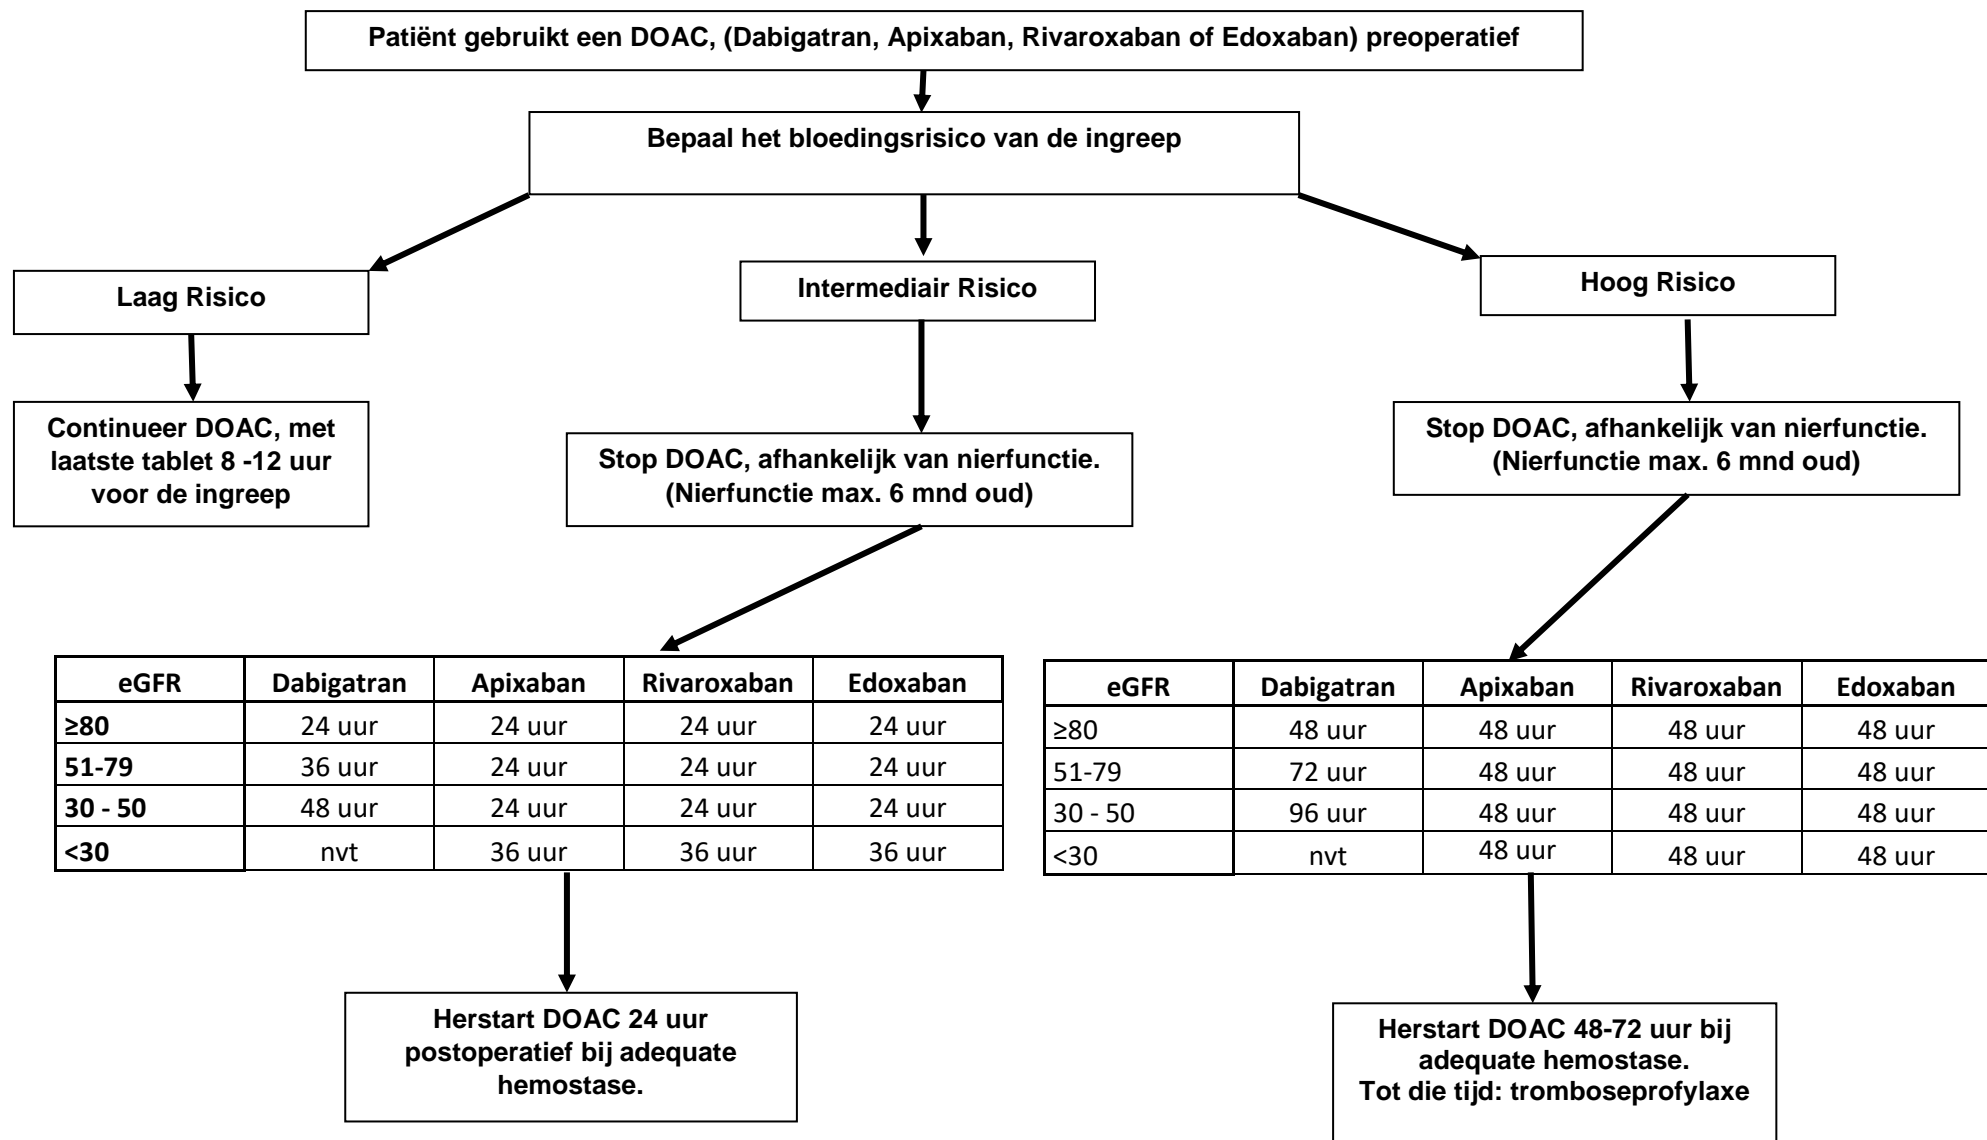 Patiënt gebruikt een DOAC, (Dabigatran, Apixaban, Rivaroxaban of Edoxaban) preoperatief
Bepaal het bloedingsrisico van de ingreep
Laag Risico
Intermediair Risico
Hoog Risico
Continueer DOAC, met
laatste tablet 8 -12 uur
voor de ingreep
Stop DOAC, afhankelijk van nierfunctie.
(Nierfunctie max. 6 mnd oud)
Stop DOAC, afhankelijk van nierfunctie.
(Nierfunctie max. 6 mnd oud)
eGFR Dabigatran Apixaban Rivaroxaban Edoxaban
≥80 24 uur 24 uur 24 uur 24 uur
51-79 36 uur 24 uur 24 uur 24 uur
30 - 50 48 uur 24 uur 24 uur 24 uur
<30 nvt 36 uur 36 uur 36 uur
eGFR Dabigatran Apixaban Rivaroxaban Edoxaban
≥80 48 uur 48 uur 48 uur 48 uur
51-79 72 uur 48 uur 48 uur 48 uur
30 - 50 96 uur 48 uur 48 uur 48 uur
<30 nvt 48 uur 48 uur 48 uur
Herstart DOAC 24 uur
postoperatief bij adequate
hemostase.
Herstart DOAC 48-72 uur bij
adequate hemostase.
Tot die tijd: tromboseprofylaxe